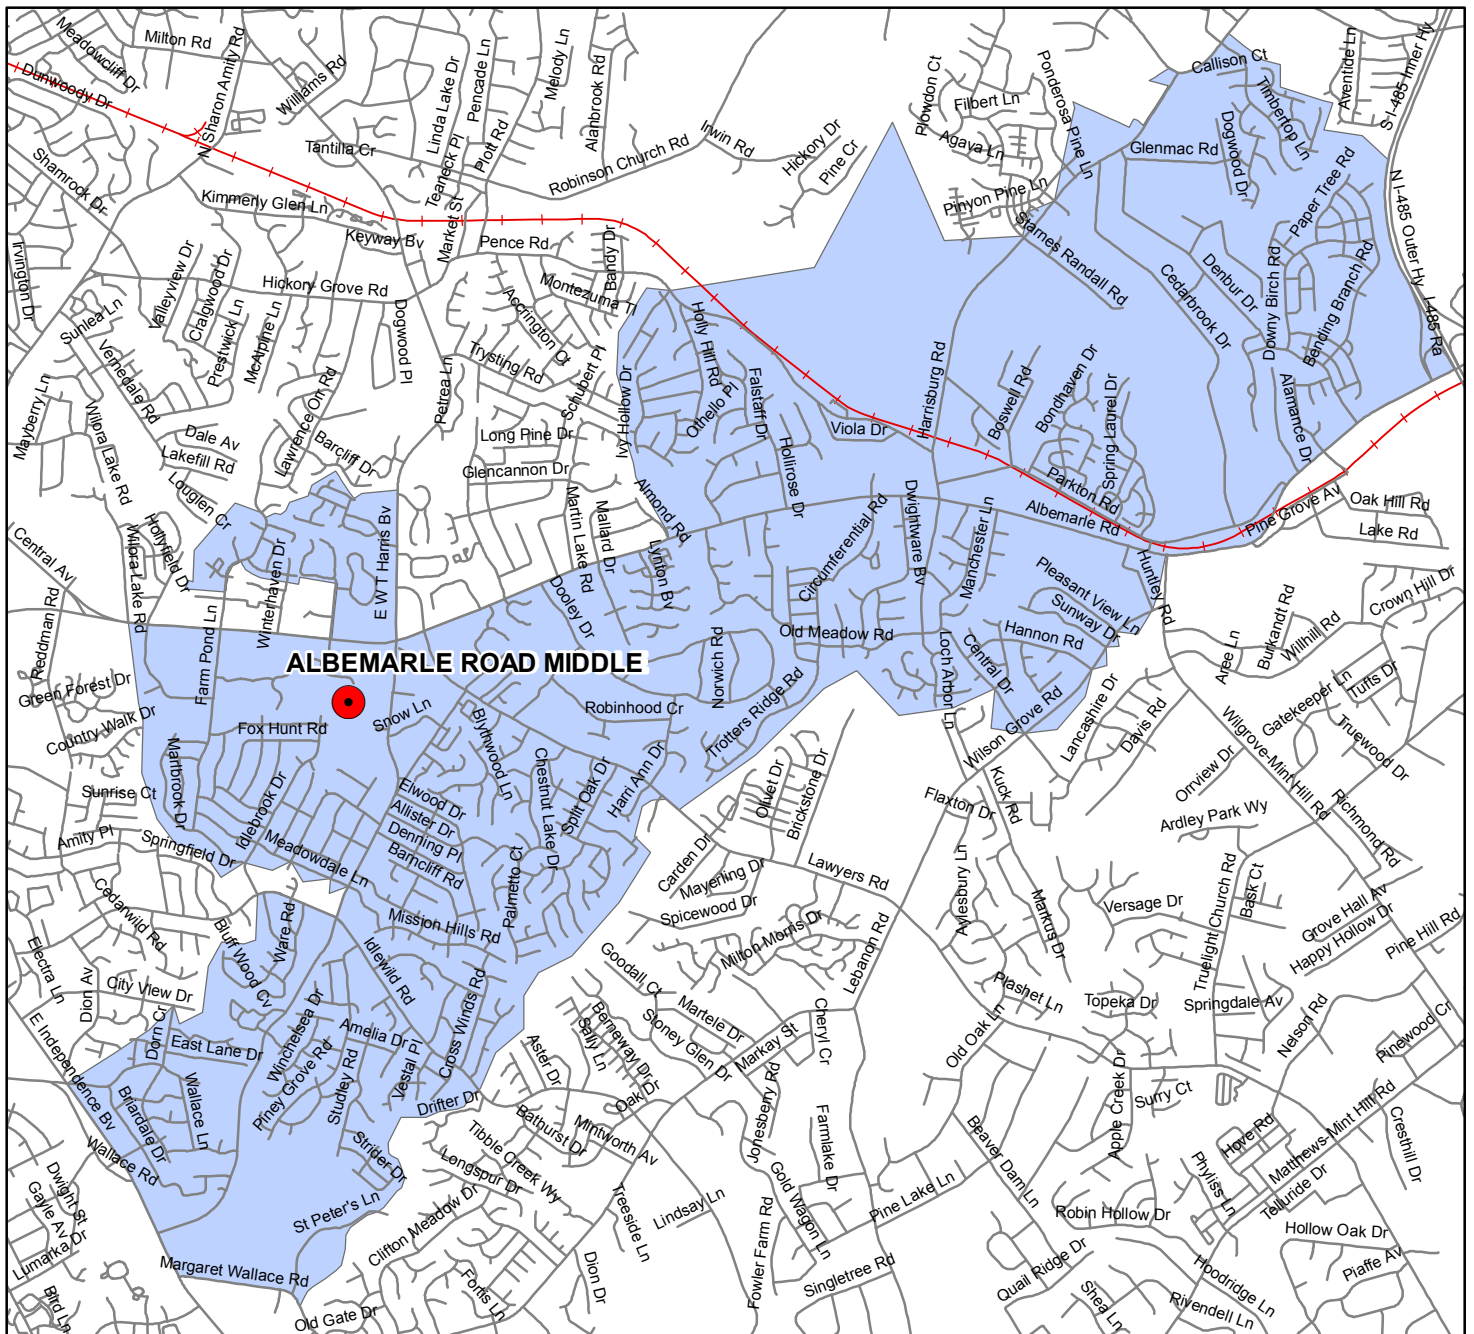 Meadowcliff Dr
Milton Rd
Dunwoody Dr
N Sharon Amity Rd
Williams Rd
Linda Lake Dr
Pencade Ln
Melody Ln
Alanbrook Rd
Plott Rd
Teaneck Pl
Tantilla Cr
Shamrock Dr
Kimmerly Glen Ln
Keyway Bv
Market St
Pence Rd
Bandy Dr
Robinson Church Rd
Irwin Rd
Hickory Dr
Pine Cr
Plowdon Ct
Filbert Ln
Agava Ln
Ponderosa Pine Ln
Pinyon Pine Ln
Starnes Randall Rd
Callison Ct
Timbertop Ln
Dogwood Dr
Glenmac Rd
Aventide Ln
S I-485 Inner Hy
N I-485 Outer Hy
I-485 Ra
Paper Tree Rd
Denbur Dr
Cedarbrook Dr
Downy Birch Rd
Bending Branch Rd
Alamance Dr
Irvington Dr
Valleyview Dr
Craigwood Dr
Prestwick Ln
McAlpine Ln
Hickory Grove Rd
Dogwood Pl
Sunlea Ln
Vernedale Rd
Montezuma Tl
Accrington Ct
Trysting Rd
Schubert Pl
Petrea Ln
Mayberry Ln
Wilora Lake Rd
Dale Av
Lakefill Rd
Lawrence Orr Rd
Barcliff Dr
Louglen Cr
Long Pine Dr
Glencannon Dr
Ivy Hollow Dr
Holly Hill Rd
Othello Pl
Falstaff Dr
Hollirose Dr
Viola Dr
Harrisburg Rd
Boswell Rd
Bondhaven Dr
Spring Laurel Dr
Parkton Rd
Albemarle Rd
Pine Grove Av
Oak Hill Rd
Lake Rd
Central Av
Wilora Lake Rd
Hollyfield Dr
Winterhaven Dr
E W T Harris Bv
Martin Lake Rd
Mallard Dr
Almond Rd
Lynton Bv
Dooley Dr
Circumferential Rd
Dwightware Bv
Manchester Ln
Huntley Rd
Pleasant View Ln
Sunway Dr
Hannon Rd
Central Dr
Loch Arbor Ln
Old Meadow Rd
Norwich Rd
Trotters Ridge Rd
Crown Hill Dr
Burkandt Rd
Willhill Rd
Aree Ln
Gatekeeper Ln
Tufts Dr
Truewood Dr
Reddman Rd
Green Forest Dr
Country Walk Dr
Farm Pond Ln
ALBEMARLE ROAD MIDDLE
Fox Hunt Rd
Snow Ln
Robinhood Cr
Blythwood Ln
Marlbrook Dr
Sunrise Ct
Amity Pl
Springfield Dr
Idlebrook Dr
Meadowdale Ln
Elwood Dr
Allister Dr
Denning Pl
Barncliff Rd
Chestnut Lake Dr
Split Oak Dr
Harri Ann Dr
Palmetto Ct
Mission Hills Rd
Olivet Dr
Brickstone Dr
Carden Dr
Mayerling Dr
Spicewood Dr
Lawyers Rd
Milton Morris Dr
Lebanon Rd
Wilson Grove Rd
Lancashire Dr
Davis Rd
Kuck Rd
Flaxton Dr
Wilgrove-Mint Hill Rd
Orrview Dr
Ardley Park Wy
Richmond Rd
Aylesbury Ln
Markus Dr
Versage Dr
Truelight Church Rd
Bask Ct
Grove Hall Av
Happy Hollow Dr
Pine Hill Rd
Cedarwild Rd
Electra Ln
Dion Av
City View Dr
Bluff Wood Cv
Ware Rd
Idlewild Rd
Cross Winds Rd
Goodall Ct
Martele Dr
Stoney Glen Dr
Markay St
Cheryl Cr
Plashet Ln
Old Oak Ln
Topeka Dr
Springdale Av
Nelson Rd
Pinewood Cr
E Independence Bv
Dorn Cr
East Lane Dr
Winchelsea Dr
Piney Grove Rd
Amelia Dr
Studley Rd
Vestal Pl
Drifter Dr
Berneway Dr
Sally Ln
Aster Dr
Oak Dr
Bathurst Dr
Mintworth Av
Briardale Dr
Wallace Ln
Wallace Rd
Strider Dr
St Peter's Ln
Tibble Creek Wy
Longspur Dr
Clifton Meadow Dr
Treeside Ln
Lindsay Ln
Jonesberry Rd
Farmlake Dr
Gold Wagon Ln
Pine Lake Ln
Beaver Dam Ln
Apple Creek Dr
Surry Ct
Hove Rd
Matthews-Mint Hill Rd
Phyliss Ln
Telluride Dr
Cresthill Dr
Robin Hollow Dr
Hollow Oak Dr
Piaffe Av
Dwight St
Gayle Av
Lumarka Dr
Bird Ln
Margaret Wallace Rd
Old Gate Dr
Fortis Ln
Dion Dr
Fowler Farm Rd
Singletree Rd
Quail Ridge Dr
Shea Ln
Hoodridge Ln
Rivendell Ln